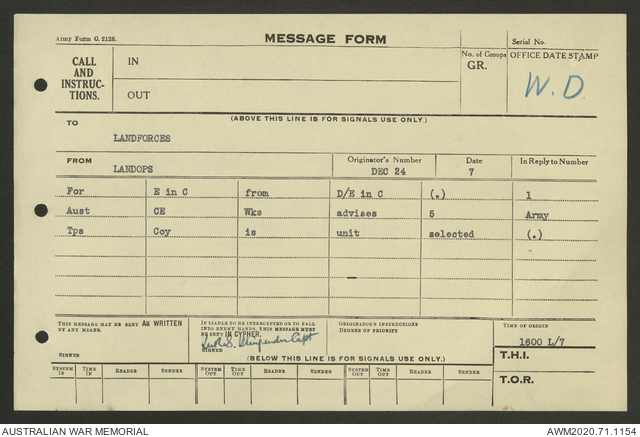 Army Form C. 2128. MESSAGE FORM Serial No.
CALL AND INSTRUC-TIONS. IN No. of Groups GR. OFFICE DATE STAMP
OUT W.D.
(ABOVE THIS LINE IS FOR SIGNALS USE ONLY.)
TO
LANDFORCES
FROM Originator's Number Date In Reply to Number
LANDOPS DEC 24 7
For E in C from D/E in C (.) 1
Aust CE Wks advises 5 Army
Tps Coy is unit selected (.)
THIS MESSAGE MAY BE SENT AS WRITTEN IF LIABLE TO BE INTERCEPTED OR TO FALL ORIGINATOR'S INSTRUCTIONS TIME OF ORIGIN
BY ANY MEANS. INTO ENEMY HANDS, THIS MESSAGE MUST DEGREE OF PRIORITY
BE SENT IN CYPHER.
Capt 1600 L/7
SIGNED SIGNED
(BELOW THIS LINE IS FOR SIGNALS USE ONLY.) T.H.I.
SYSTEM IN TIME IN READER SENDER SYSTEM OUT TIME OUT READER SENDER SYSTEM OUT TIME OUT READER SENDER
T.O.R.
AUSTRALIAN WAR MEMORIAL AWM2020.71.1154